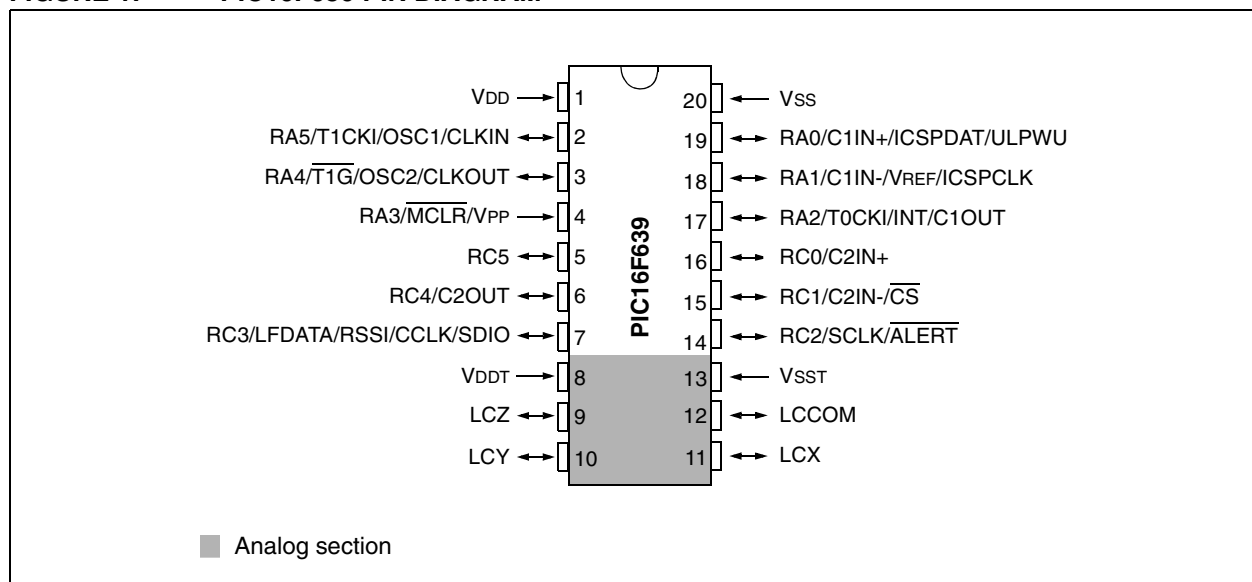 VDD 1 20 VSS
RA5/T1CKI/OSC1/CLKIN 2 19 RA0/C1IN+/ICSPDAT/ULPWU
RA4/T1G/OSC2/CLKOUT 3 18 RA1/C1IN-/VREF/ICSPCLK
RA3/MCLR/VPP 4 17 RA2/T0CKI/INT/C1OUT
RC5 5 16 RC0/C2IN+
RC4/C2OUT 6 15 RC1/C2IN-/CS
RC3/LFDATA/RSSI/CCLK/SDIO 7 14 RC2/SCLK/ALERT
VDDT 8 13 VSST
LCZ 9 12 LCCOM
LCY 10 11 LCX
PIC16F639
Analog section